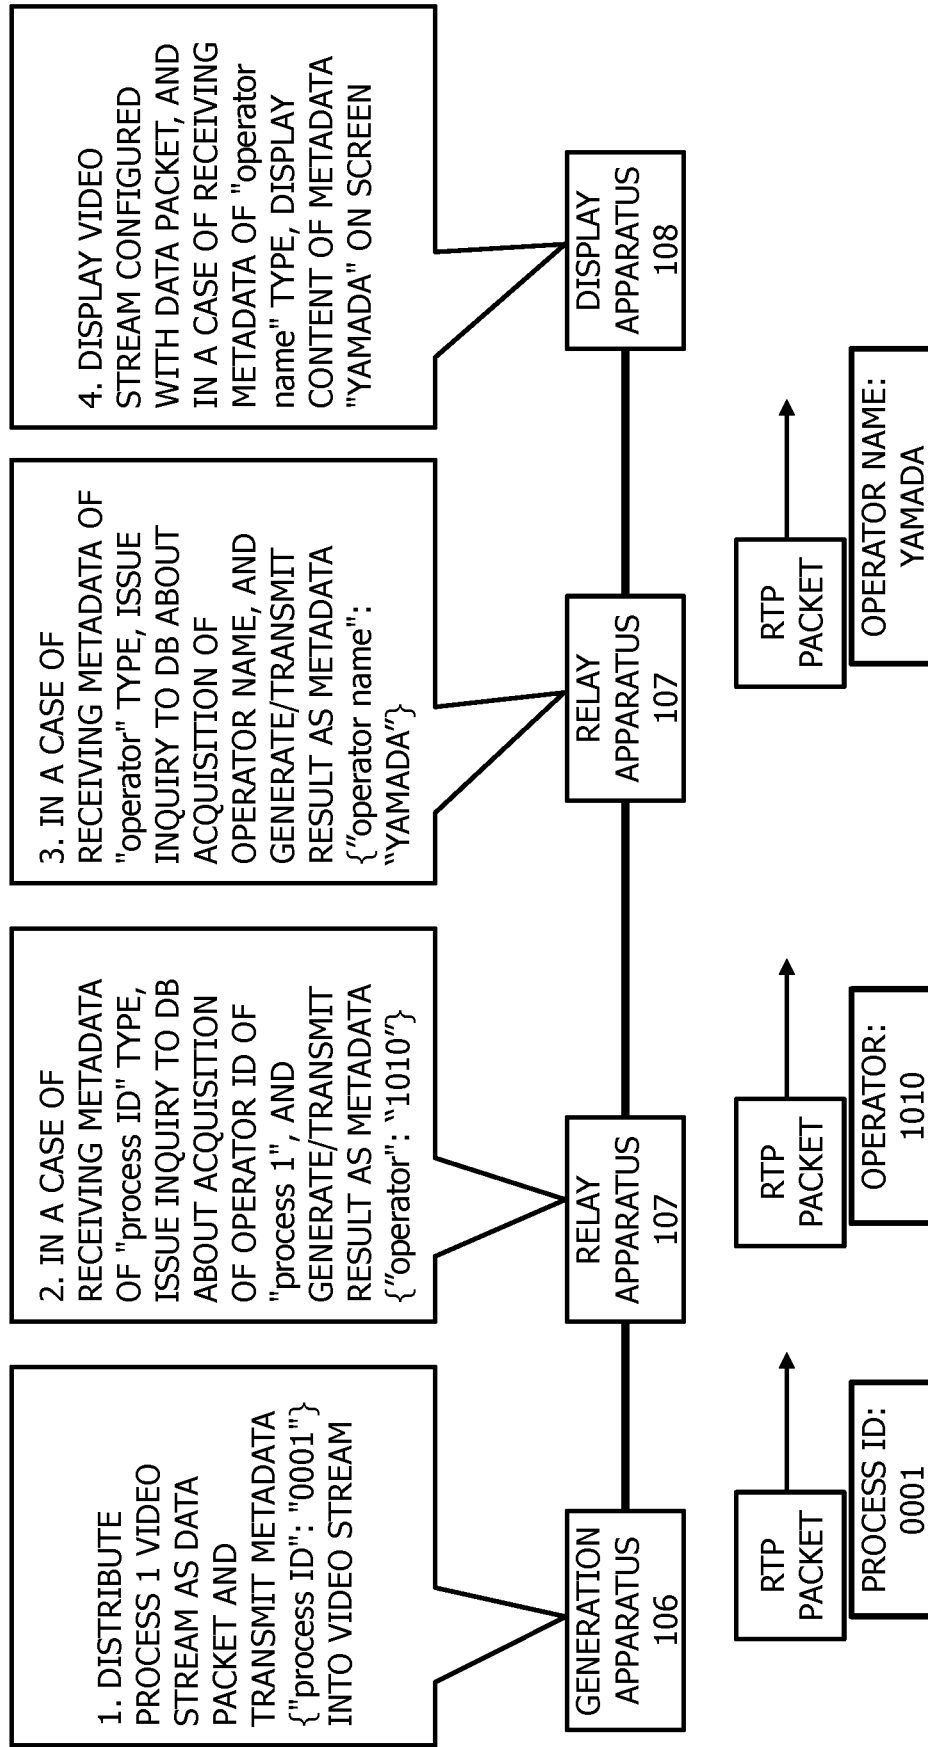 1. DISTRIBUTE
PROCESS 1 VIDEO
STREAM AS DATA
PACKET AND
TRANSMIT METADATA
{"process ID": "0001"}
INTO VIDEO STREAM
2. IN A CASE OF
RECEIVING METADATA
OF "process ID" TYPE,
ISSUE INQUIRY TO DB
ABOUT ACQUISITION
OF OPERATOR ID OF
"process 1", AND
GENERATE/TRANSMIT
RESULT AS METADATA
{"operator": "1010"}
3. IN A CASE OF
RECEIVING METADATA OF
"operator" TYPE, ISSUE
INQUIRY TO DB ABOUT
ACQUISITION OF
OPERATOR NAME, AND
GENERATE/TRANSMIT
RESULT AS METADATA
{"operator name":
"YAMADA"}
4. DISPLAY VIDEO
STREAM CONFIGURED
WITH DATA PACKET, AND
IN A CASE OF RECEIVING
METADATA OF "operator
name" TYPE, DISPLAY
CONTENT OF METADATA
"YAMADA" ON SCREEN
GENERATION
APPARATUS
106
RELAY
APPARATUS
107
RELAY
APPARATUS
107
DISPLAY
APPARATUS
108
RTP
PACKET
PROCESS ID:
0001
RTP
PACKET
OPERATOR:
1010
RTP
PACKET
OPERATOR NAME:
YAMADA